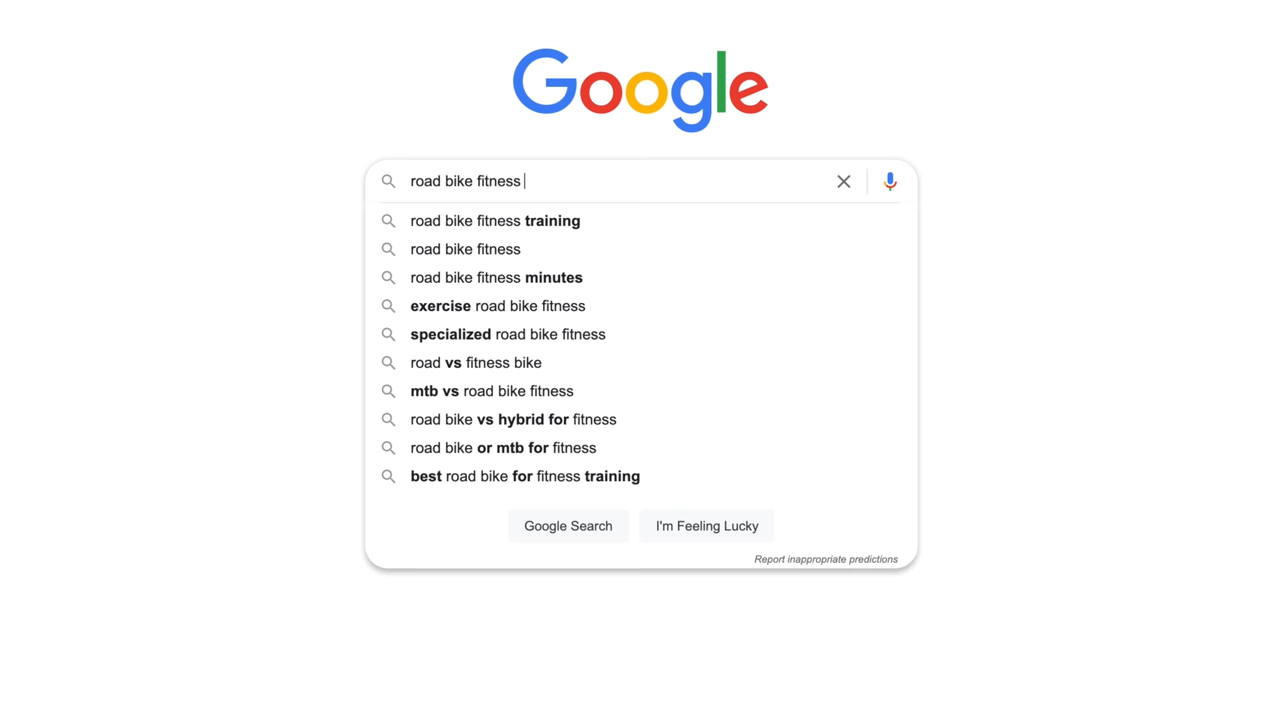 Google
road bike fitness
road bike fitness training
road bike fitness
road bike fitness minutes
exercise road bike fitness
specialized road bike fitness
road vs fitness bike
mtb vs road bike fitness
road bike vs hybrid for fitness
road bike or mtb for fitness
best road bike for fitness training
Google Search I'm Feeling Lucky
Report inappropriate predictions